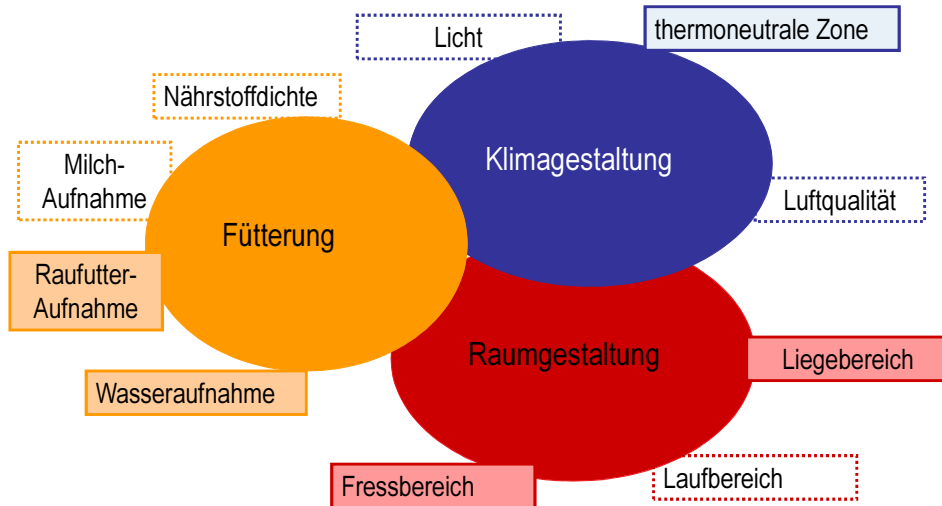 Licht
thermoneutrale Zone
Nährstoffdichte
Milch-
Aufnahme
Klimagestaltung
Luftqualität
Fütterung
Raufutter-
Aufnahme
Raumgestaltung
Liegebereich
Wasseraufnahme
Fressbereich
Laufbereich